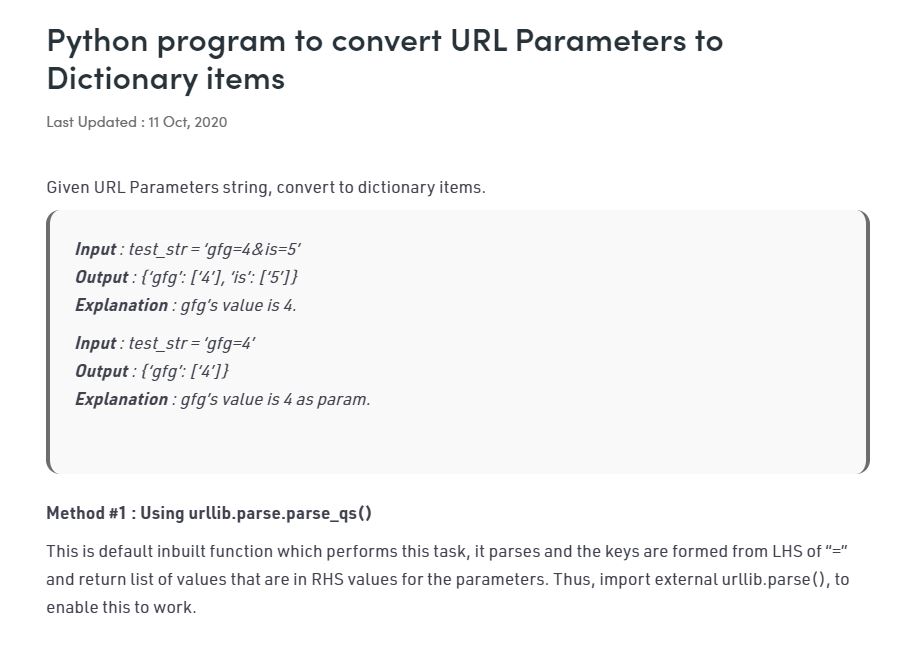 Python program to convert URL Parameters to
Dictionary items
Last Updated : 11 Oct, 2020
Given URL Parameters string, convert to dictionary items.
Input : test_str = ‘gfg=4&is=5’
Output : {‘gfg’: [‘4’], ‘is’: [‘5’]}
Explanation : gfg’s value is 4.
Input : test_str = ‘gfg=4’
Output : {‘gfg’: [‘4’]}
Explanation : gfg’s value is 4 as param.
Method #1 : Using urllib.parse.parse_qs()
This is default inbuilt function which performs this task, it parses and the keys are formed from LHS of “=”
and return list of values that are in RHS values for the parameters. Thus, import external urllib.parse(), to
enable this to work.